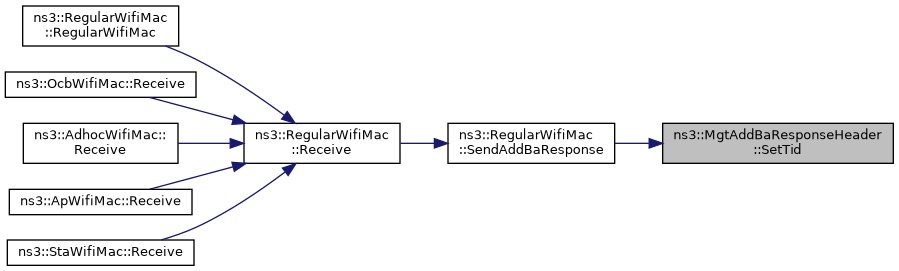 ns3::RegularWifiMac
::RegularWifiMac
ns3::OcbWifiMac::Receive
ns3::AdhocWifiMac::
Receive
ns3::ApWifiMac::Receive
ns3::StaWifiMac::Receive
ns3::RegularWifiMac
::Receive
ns3::RegularWifiMac
::SendAddBaResponse
ns3::MgtAddBaResponseHeader
::SetTid